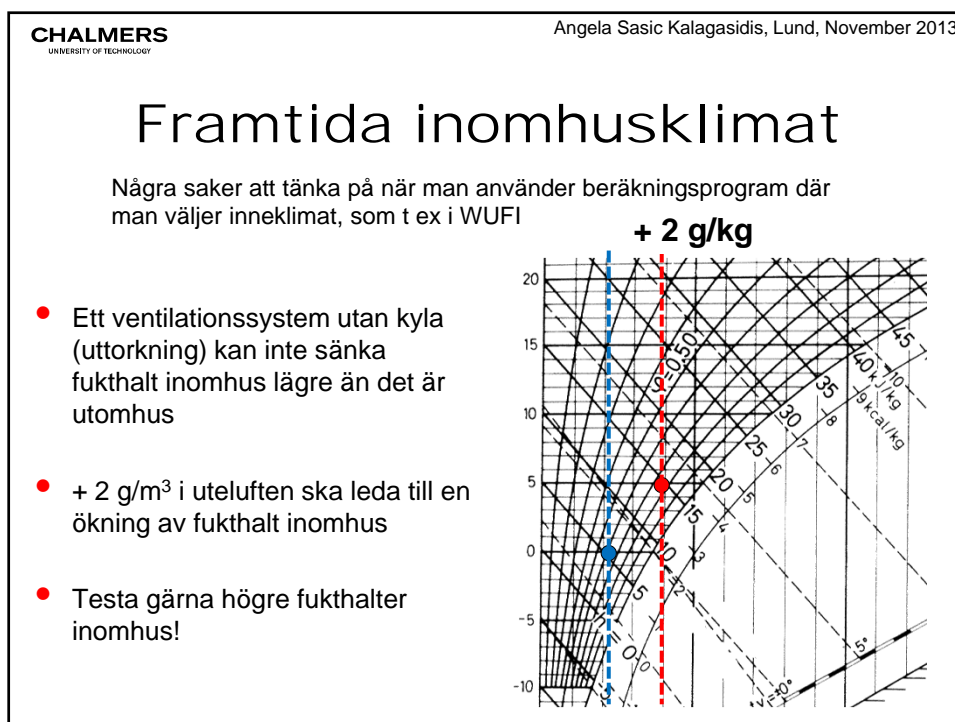 CHALMERS
UNIVERSITY OF TECHNOLOGY
Angela Sasic Kalagasidis, Lund, November 2013
Framtida inomhusklimat
Några saker att tänka på när man använder beräkningsprogram där
man väljer inneklimat, som t ex i WUFI
+ 2 g/kg
• Ett ventilationssystem utan kyla
(uttorkning) kan inte sänka
fukthalt inomhus lägre än det är
utomhus
• + 2 g/m³ i uteluften ska leda till en
ökning av fukthalt inomhus
• Testa gärna högre fukthalter
inomhus!
20
15
10
5
0
-5
-10
φ=0,50
45
40 kJ/kg
35
30
25
20
15
10
5
10
9 kcal/kg
8
7
6
5
4
3
2
0
5°